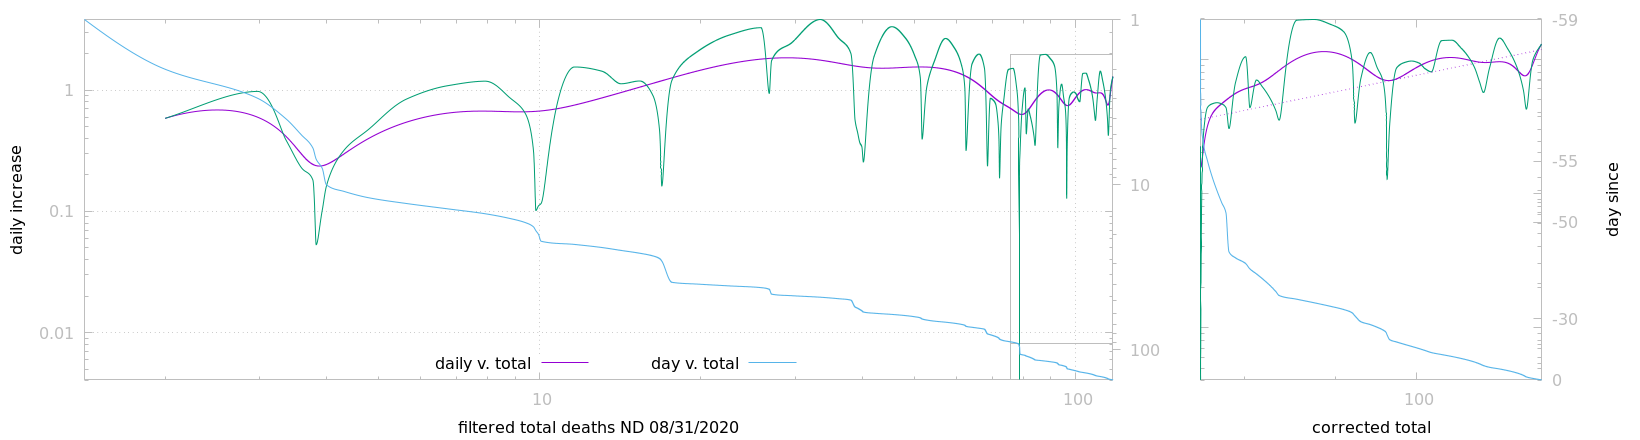 1
-59
1
daily increase
10
-55
day since
0.1
-50
0.01
-30
100
daily v. total
day v. total
0
10
100
100
filtered total deaths ND 08/31/2020
corrected total